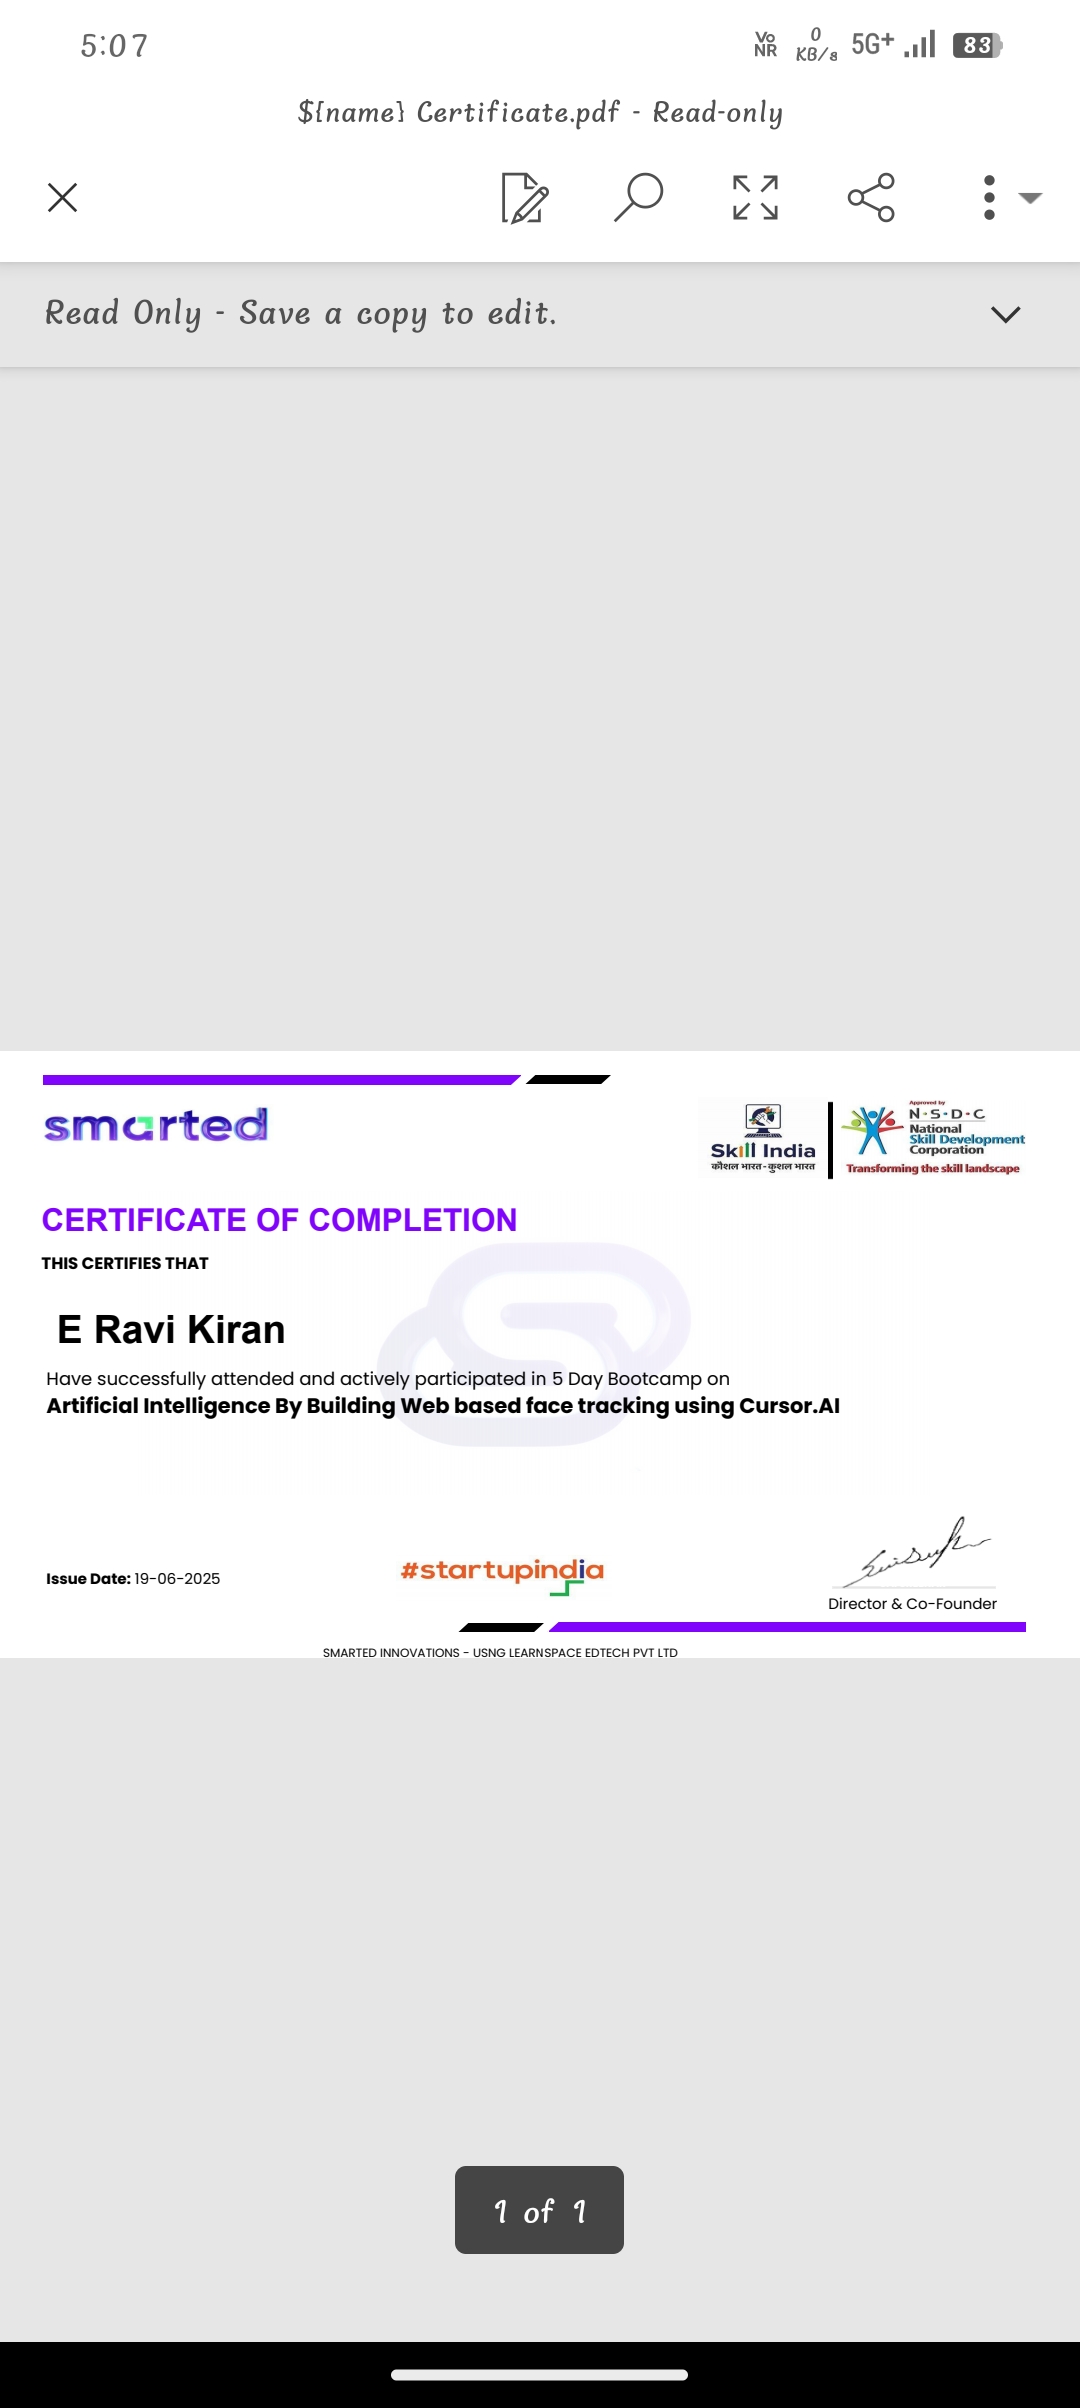 5:07
Vo NR 0 KB/s 5G+ 83
${name} Certificate.pdf - Read-only
Read Only - Save a copy to edit.
smarted
Skill India
कौशल भारत-कुशल भारत
Approved by
N·S·D·C
National
Skill Development
Corporation
Transforming the skill landscape
CERTIFICATE OF COMPLETION
THIS CERTIFIES THAT
E Ravi Kiran
Have successfully attended and actively participated in 5 Day Bootcamp on
Artificial Intelligence By Building Web based face tracking using Cursor.AI
Issue Date: 19-06-2025
#startupindia
Director & Co-Founder
SMARTED INNOVATIONS - USNG LEARNSPACE EDTECH PVT LTD
1 of 1